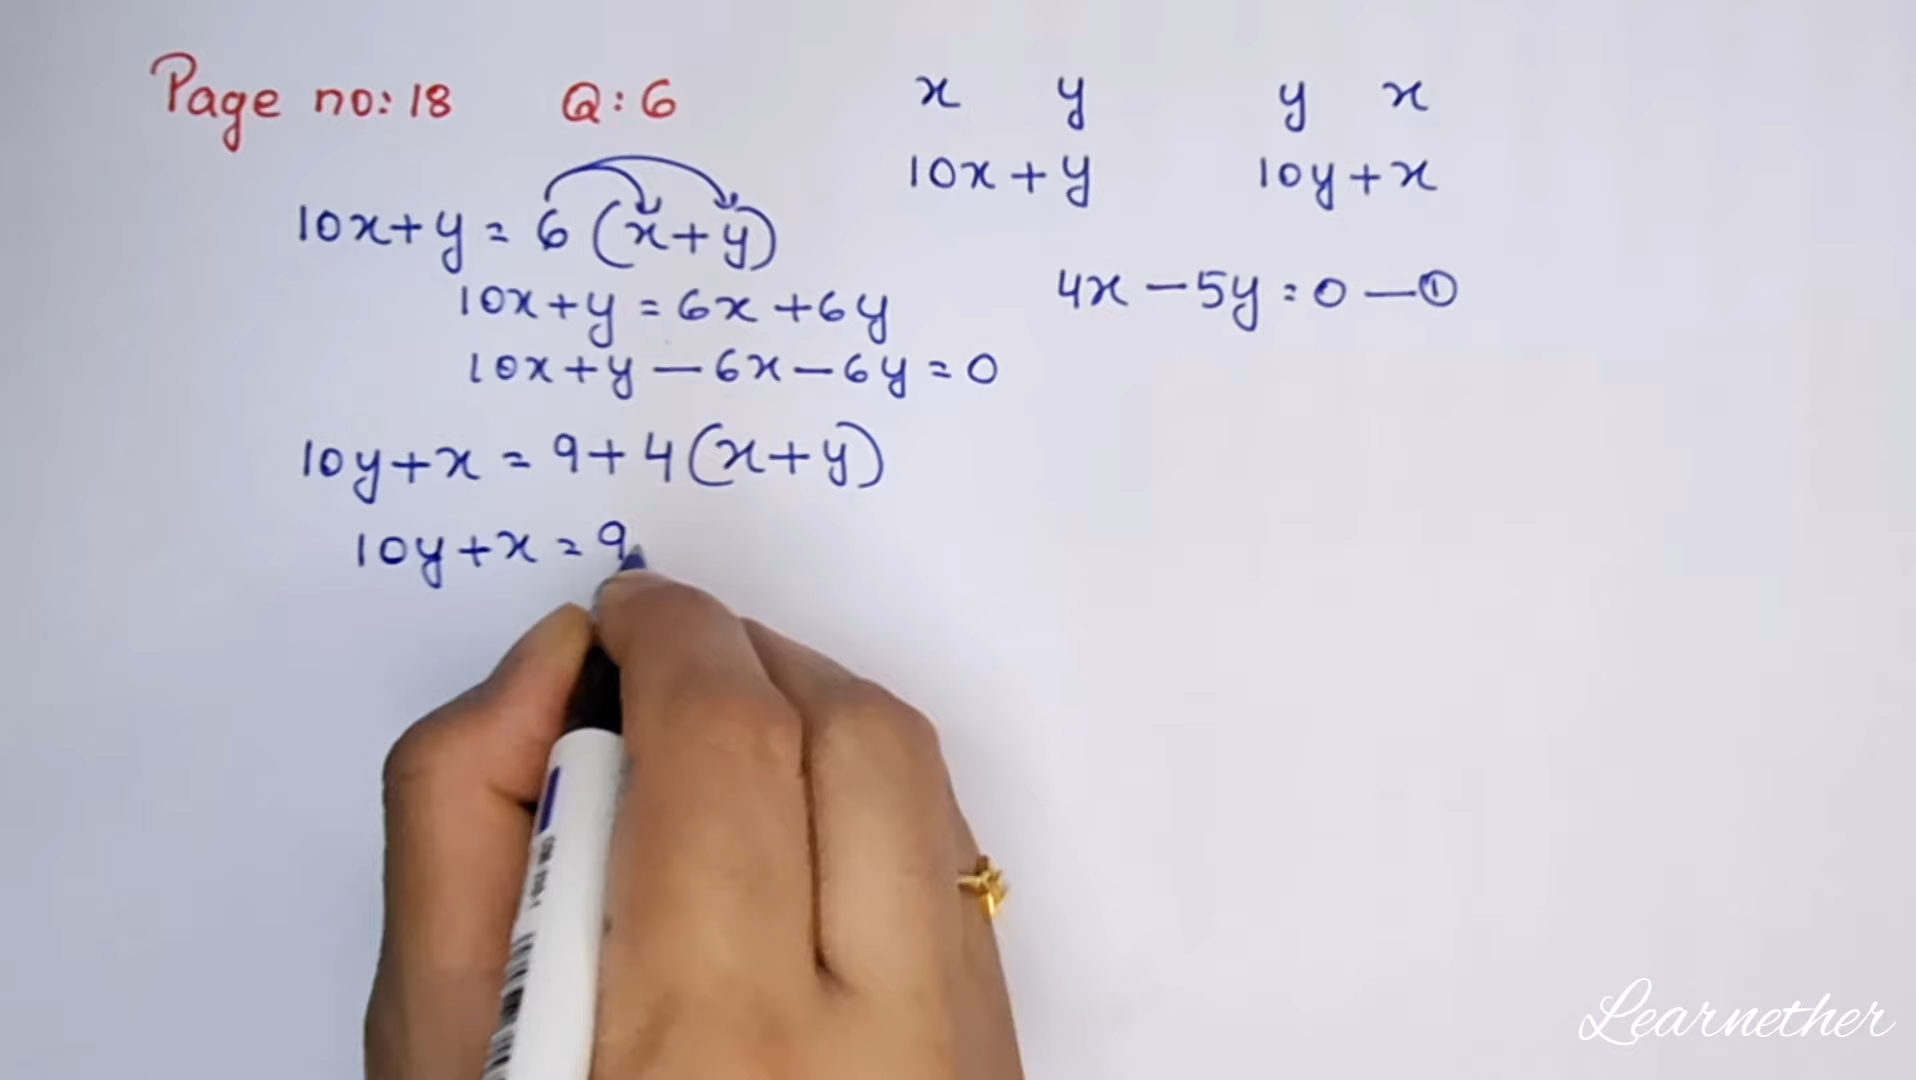 Page no: 18 Q: 6
x y y x
10x + y 10y + x
10x + y = 6 (x + y)
10x + y = 6x + 6y
4x - 5y = 0 — ①
10x + y - 6x - 6y = 0
10y + x = 9 + 4 (x + y)
10y + x = 9
Learnether